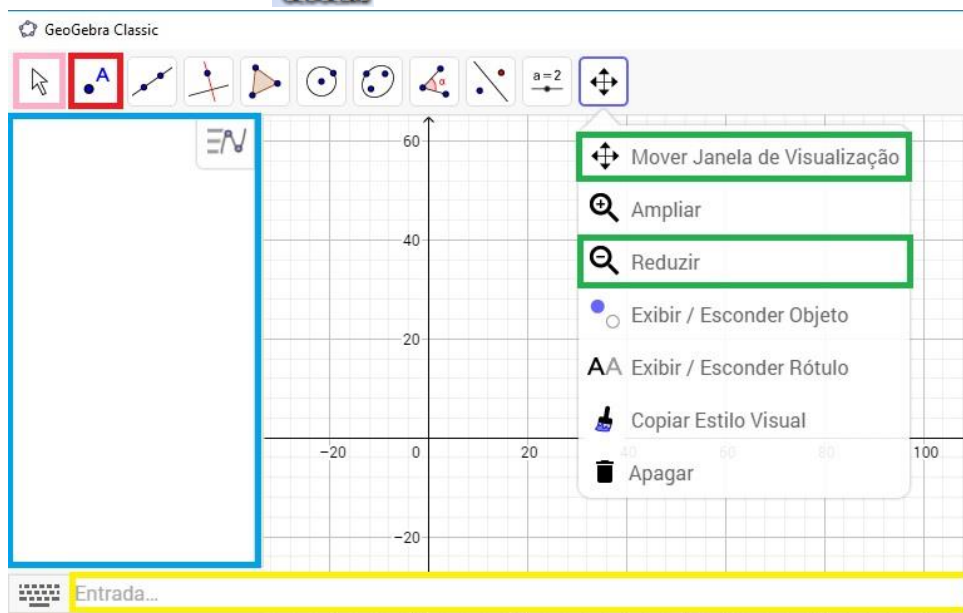 GeoGebra Classic
A
α
a=2
60
Mover Janela de Visualização
Ampliar
40
Reduzir
Exibir / Esconder Objeto
20
AA Exibir / Esconder Rótulo
Copiar Estilo Visual
-20 0 20 40 60 80 100
Apagar
-20
Entrada...